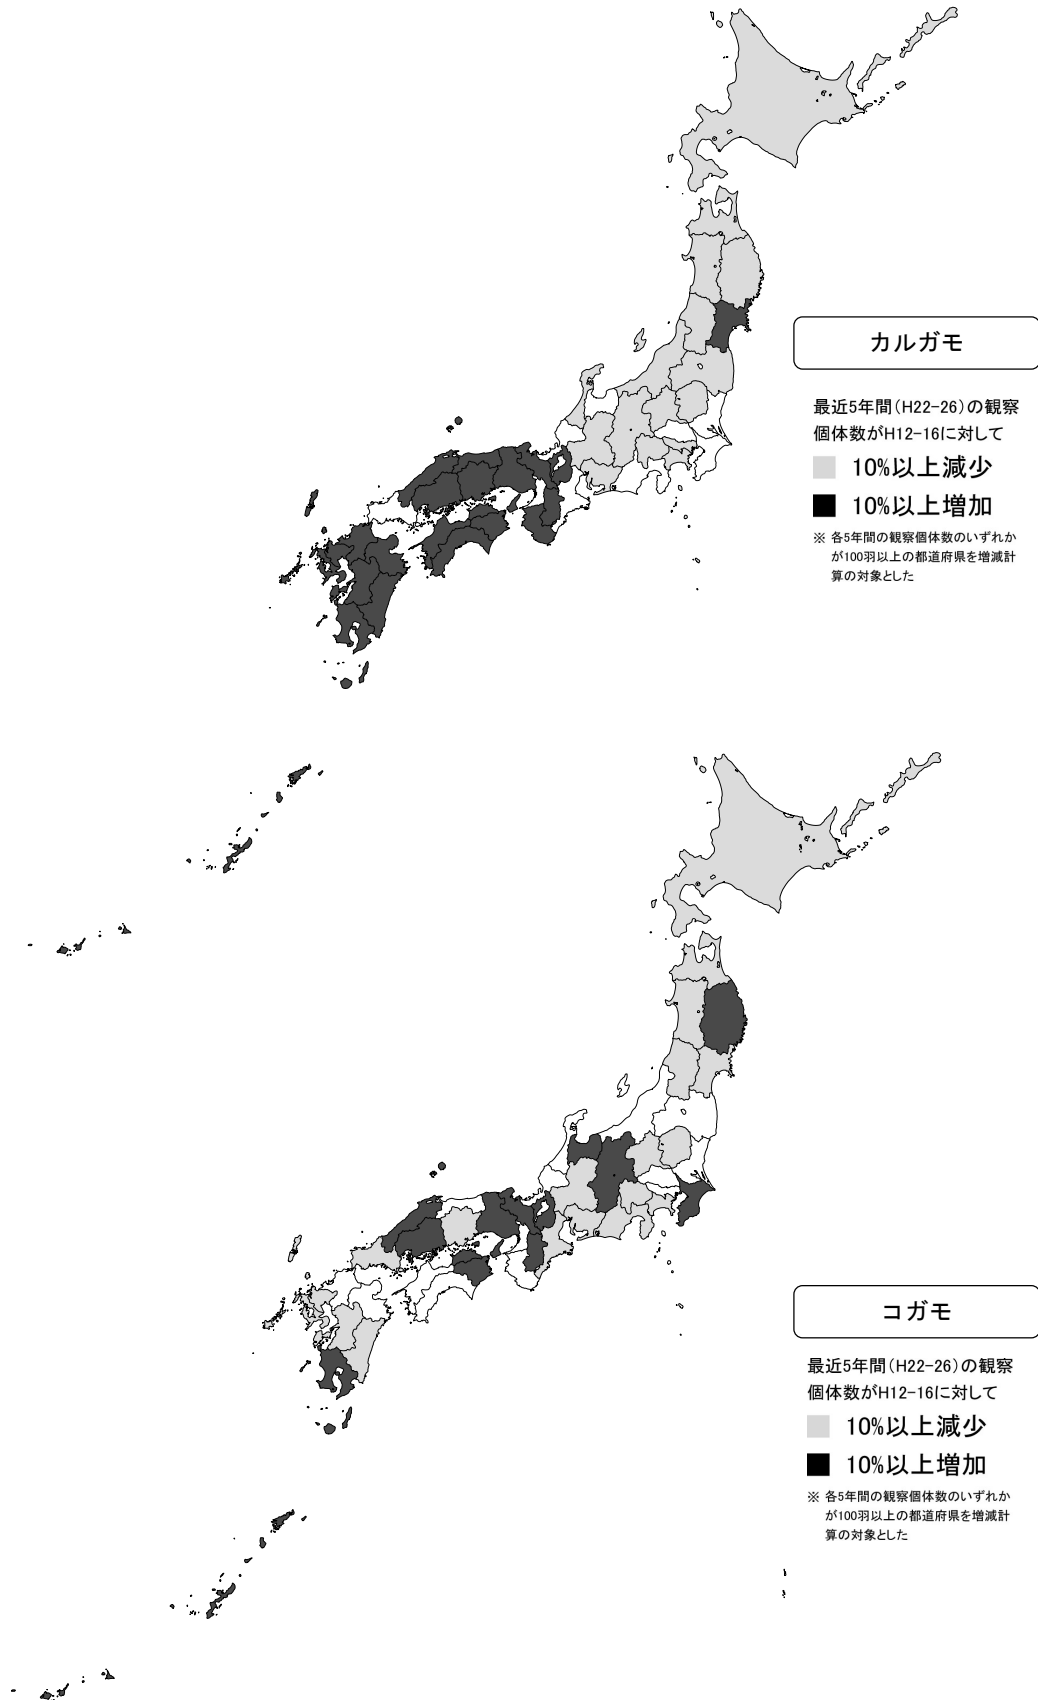 カルガモ
最近5年間（H22-26）の観察
個体数がH12-16に対して
10%以上減少
10%以上増加
※ 各5年間の観察個体数のいずれか
が100羽以上の都道府県を増減計
算の対象とした
コガモ
最近5年間（H22-26）の観察
個体数がH12-16に対して
10%以上減少
10%以上増加
※ 各5年間の観察個体数のいずれか
が100羽以上の都道府県を増減計
算の対象とした